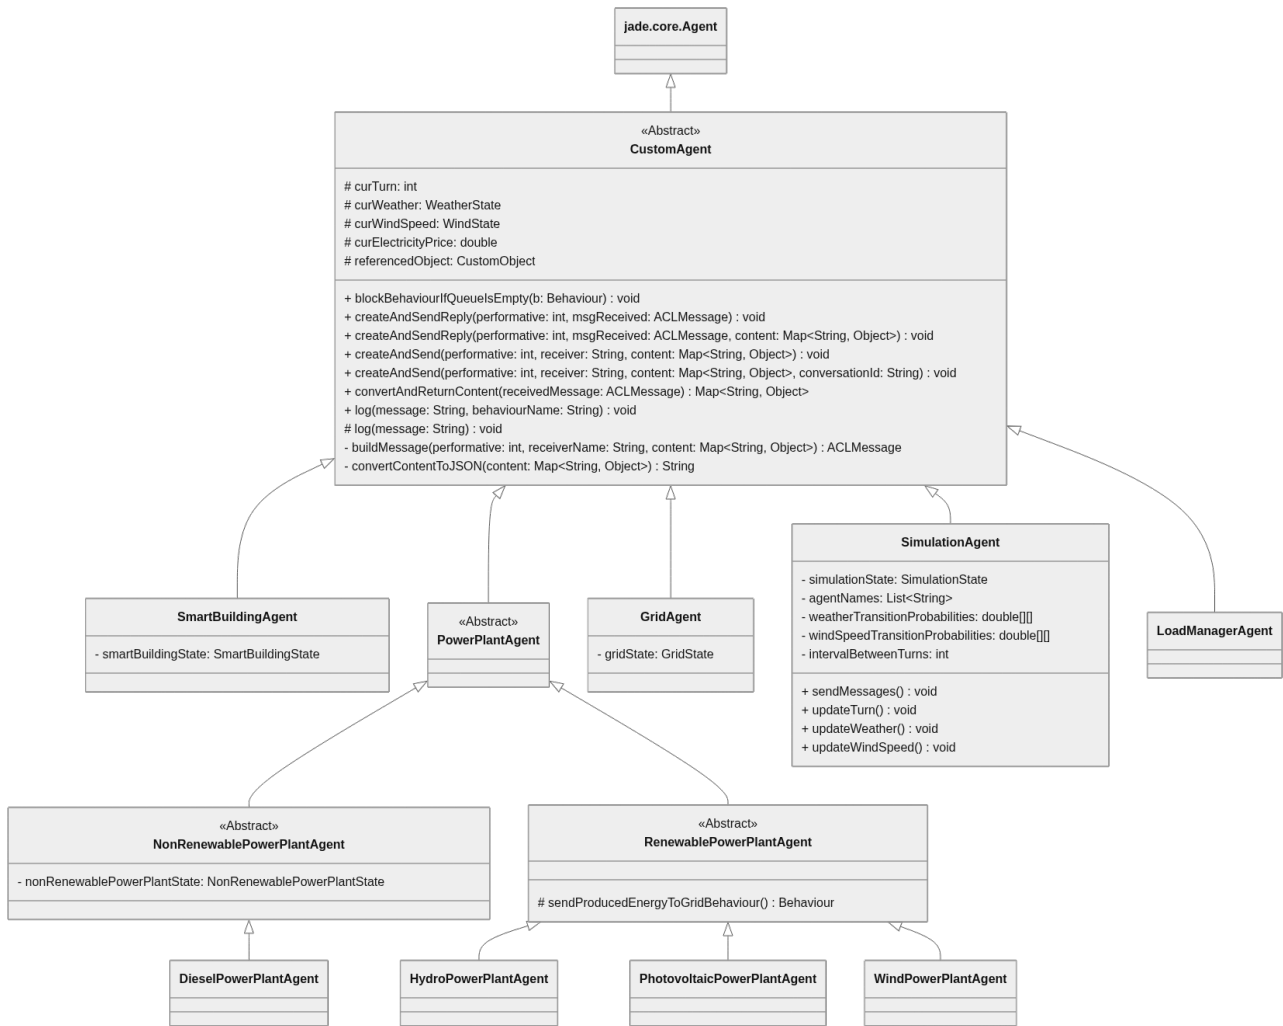 jade.core.Agent
«Abstract»
CustomAgent
# curTurn: int
# curWeather: WeatherState
# curWindSpeed: WindState
# curElectricityPrice: double
# referencedObject: CustomObject
+ blockBehaviourIfQueueIsEmpty(b: Behaviour) : void
+ createAndSendReply(performative: int, msgReceived: ACLMessage) : void
+ createAndSendReply(performative: int, msgReceived: ACLMessage, content: Map<String, Object>) : void
+ createAndSend(performative: int, receiver: String, content: Map<String, Object>) : void
+ createAndSend(performative: int, receiver: String, content: Map<String, Object>, conversationId: String) : void
+ convertAndReturnContent(receivedMessage: ACLMessage) : Map<String, Object>
+ log(message: String, behaviourName: String) : void
# log(message: String) : void
- buildMessage(performative: int, receiverName: String, content: Map<String, Object>) : ACLMessage
- convertContentToJSON(content: Map<String, Object>) : String
SmartBuildingAgent
- smartBuildingState: SmartBuildingState
«Abstract»
PowerPlantAgent
GridAgent
- gridState: GridState
SimulationAgent
- simulationState: SimulationState
- agentNames: List<String>
- weatherTransitionProbabilities: double[][]
- windSpeedTransitionProbabilities: double[][]
- intervalBetweenTurns: int
+ sendMessages() : void
+ updateTurn() : void
+ updateWeather() : void
+ updateWindSpeed() : void
LoadManagerAgent
«Abstract»
NonRenewablePowerPlantAgent
- nonRenewablePowerPlantState: NonRenewablePowerPlantState
«Abstract»
RenewablePowerPlantAgent
# sendProducedEnergyToGridBehaviour() : Behaviour
DieselPowerPlantAgent
HydroPowerPlantAgent
PhotovoltaicPowerPlantAgent
WindPowerPlantAgent